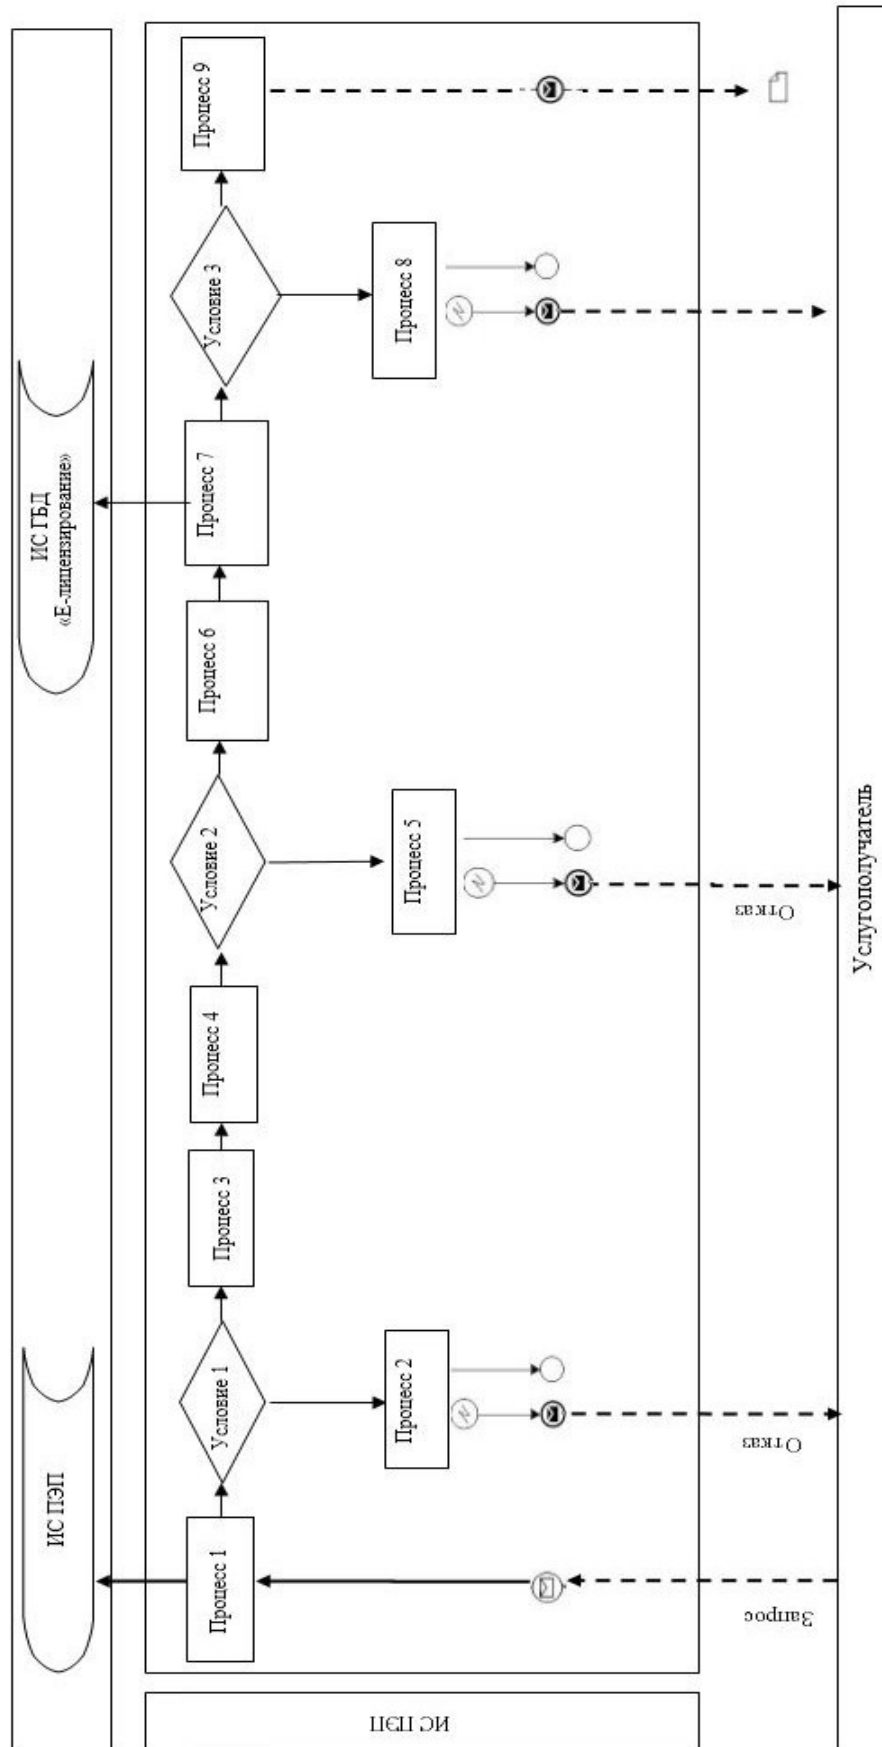 ИС ПЭП
ИС ГБД
«Е-лицензирование»
ИС ПЭП
Процесс 1
Условие 1
Процесс 3
Процесс 4
Условие 2
Процесс 6
Процесс 7
Условие 3
Процесс 9
Процесс 2
Процесс 5
Процесс 8
Запрос
Отказ
Отказ
Услугополучатель